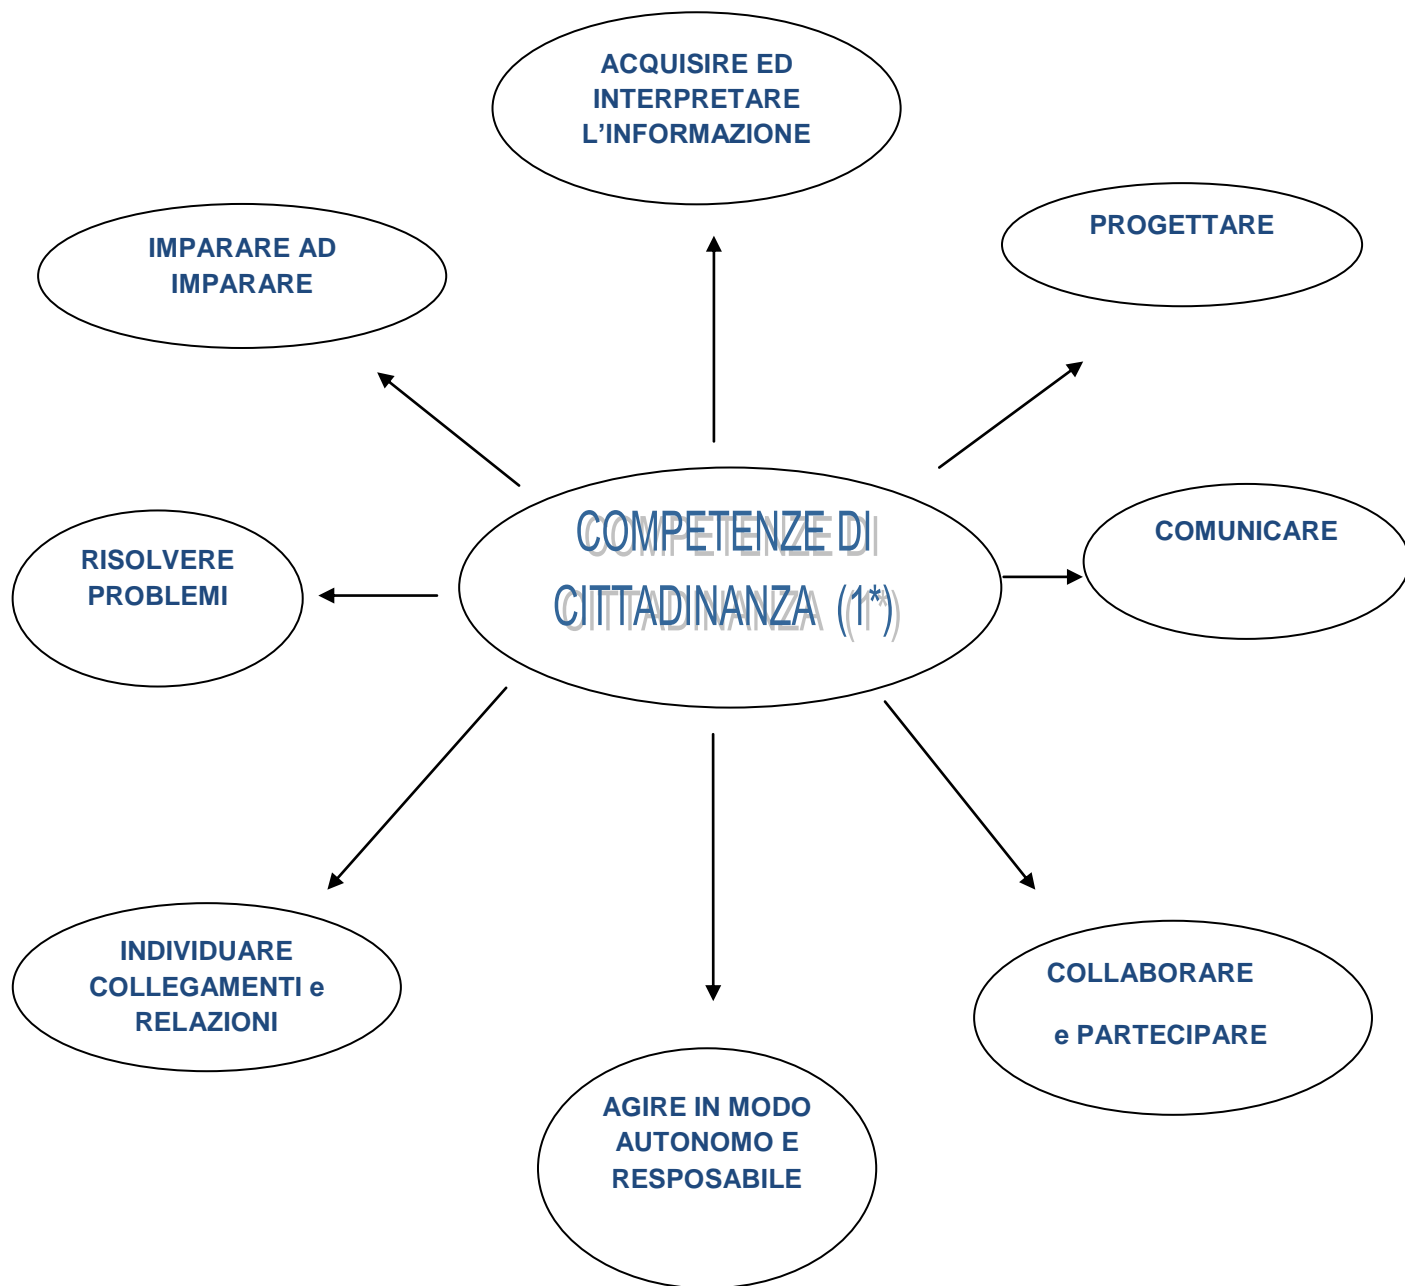 ACQUISIRE ED
INTERPRETARE
L’INFORMAZIONE
PROGETTARE
IMPARARE AD
IMPARARE
COMPETENZE DI
CITTADINANZA (1*)
COMUNICARE
RISOLVERE
PROBLEMI
INDIVIDUARE
COLLEGAMENTI e
RELAZIONI
COLLABORARE
e PARTECIPARE
AGIRE IN MODO
AUTONOMO E
RESPOSABILE